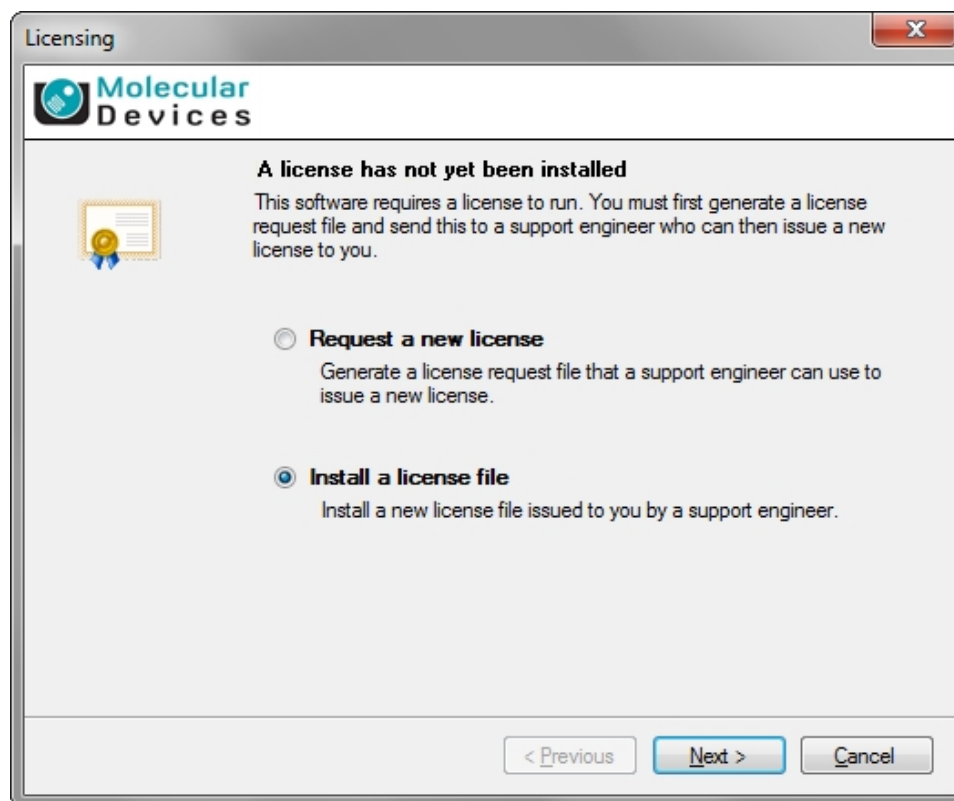 Licensing
Molecular
Devices
A license has not yet been installed
This software requires a license to run. You must first generate a license
request file and send this to a support engineer who can then issue a new
license to you.
Request a new license
Generate a license request file that a support engineer can use to
issue a new license.
Install a license file
Install a new license file issued to you by a support engineer.
< Previous
Next >
Cancel